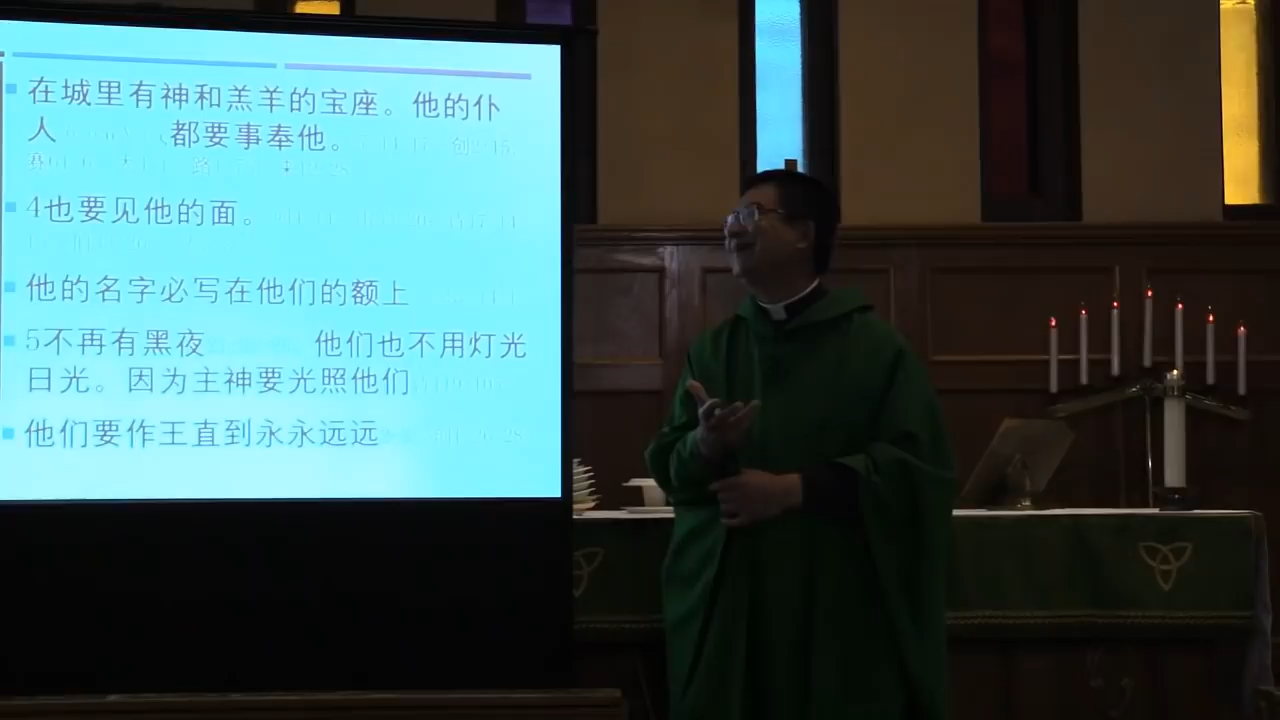 在城里有神和羔羊的宝座。他的仆
人 都要事奉他。
4也要见他的面。
他的名字必写在他们的额上
5不再有黑夜 他们也不用灯光
日光。因为主神要光照他们
他们要作王直到永永远远